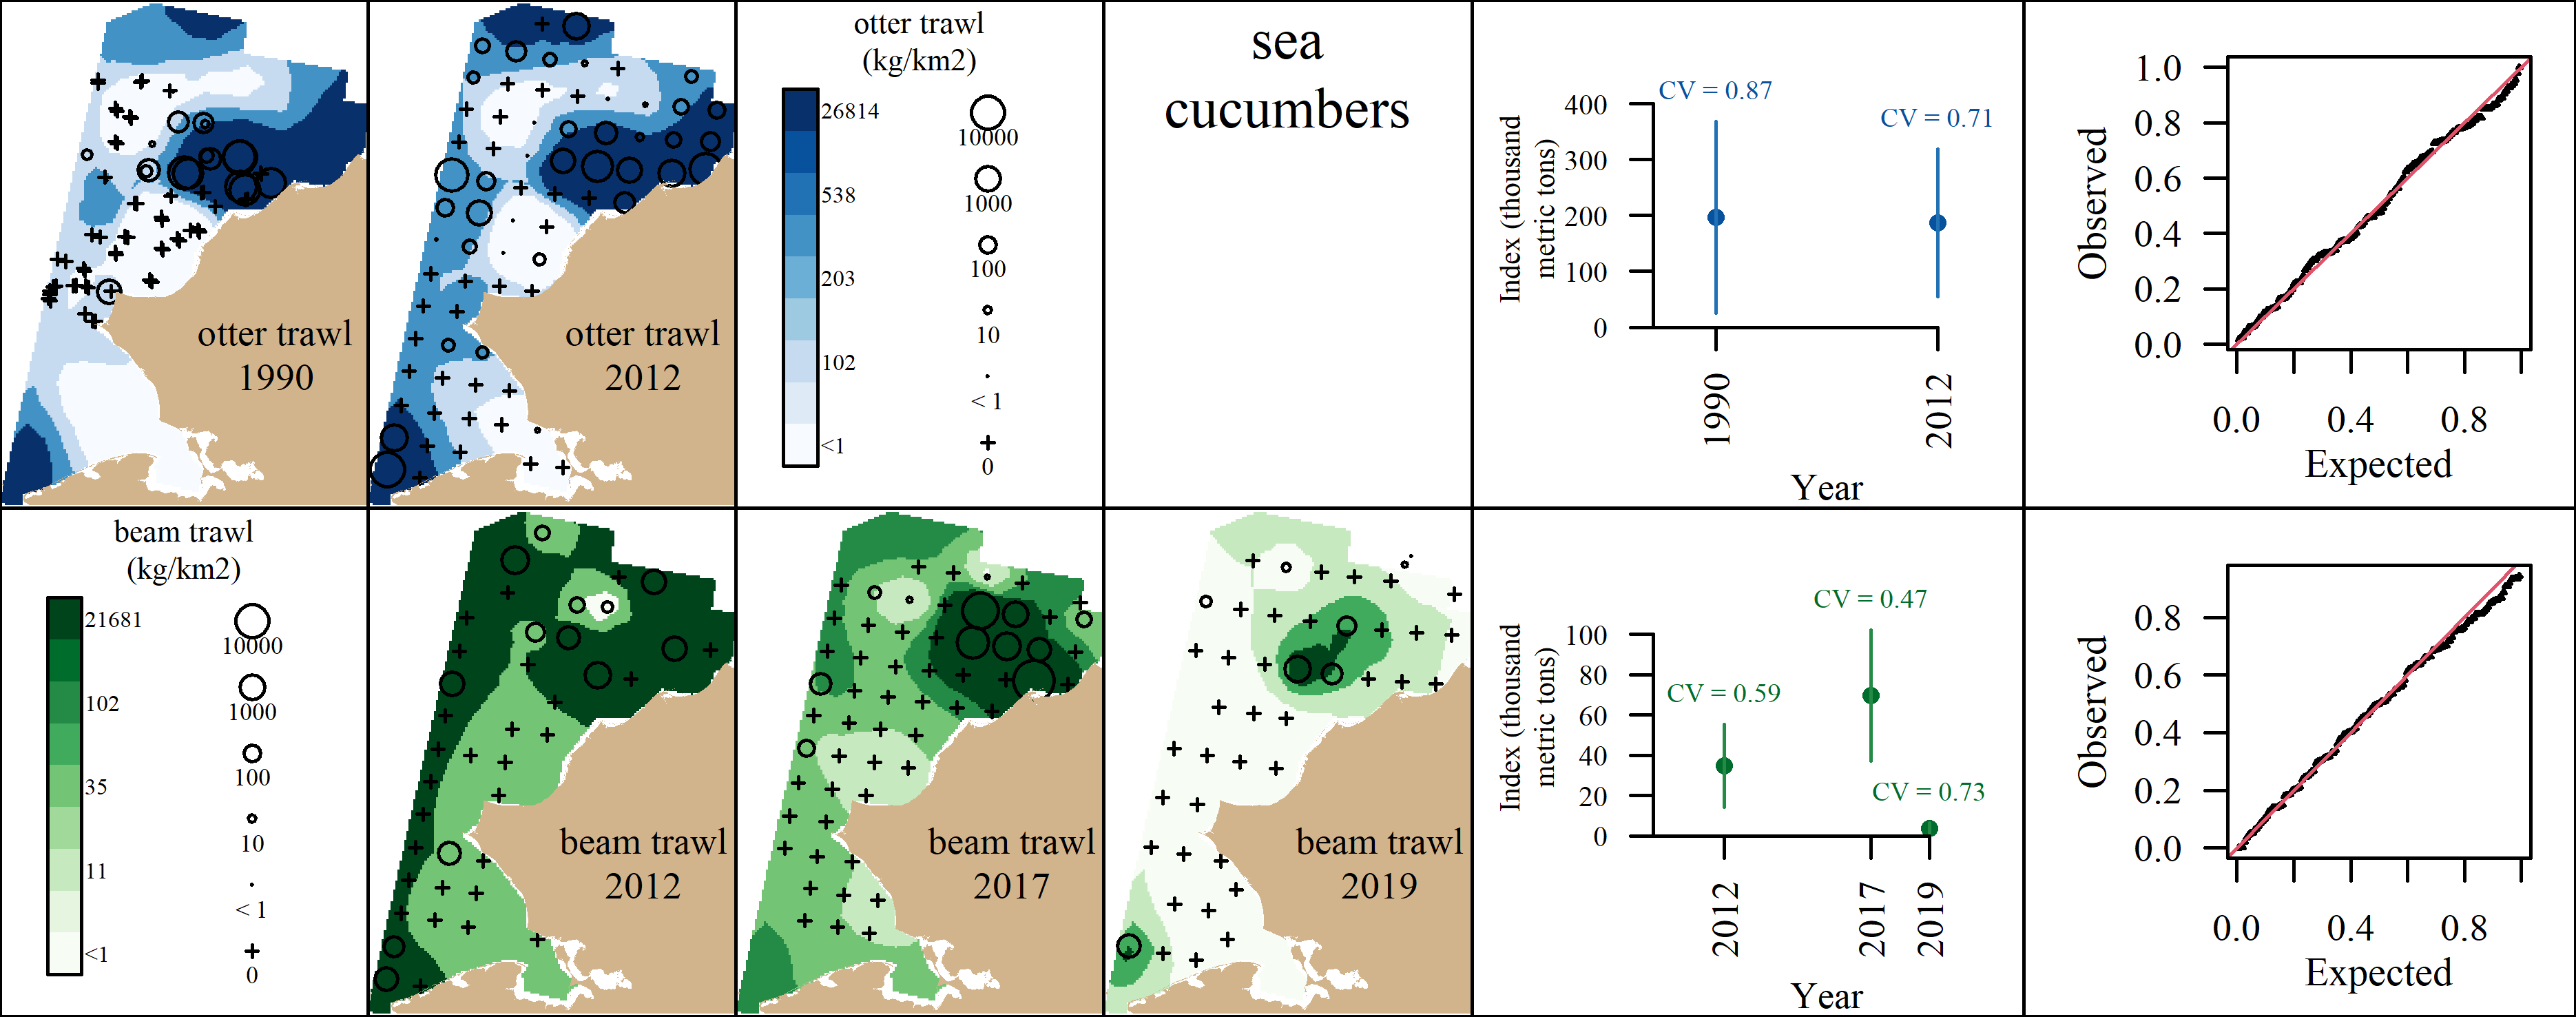 otter trawl
1990
otter trawl
2012
otter trawl
(kg/km2)
26814
538
203
102
<1
10000
1000
100
10
< 1
0
sea
cucumbers
Index (thousand
metric tons)
400
300
200
100
0
CV = 0.87
CV = 0.71
1990
2012
Year
Observed
1.0
0.8
0.6
0.4
0.2
0.0
0.0 0.4 0.8
Expected
beam trawl
(kg/km2)
21681
102
35
11
<1
10000
1000
100
10
< 1
0
beam trawl
2012
beam trawl
2017
beam trawl
2019
Index (thousand
metric tons)
100
80
60
40
20
0
CV = 0.59
CV = 0.47
CV = 0.73
2012
2017
2019
Year
Observed
0.8
0.6
0.4
0.2
0.0
0.0 0.4 0.8
Expected